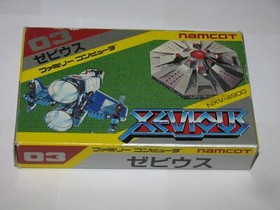 03
namcot
ゼビウス
ファミリーコンピュータ
NXV-4900
XEVIOUS
03
ファミリーコンピュータ
namcot
ゼビウス